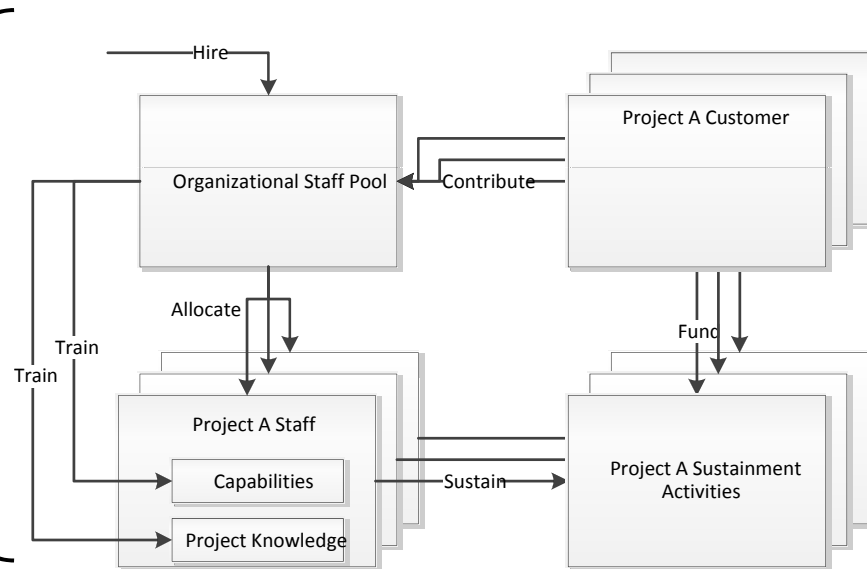 Hire
Project A Customer
Organizational Staff Pool
Contribute
Allocate
Fund
Train
Train
Project A Staff
Capabilities
Sustain
Project A Sustainment
Activities
Project Knowledge